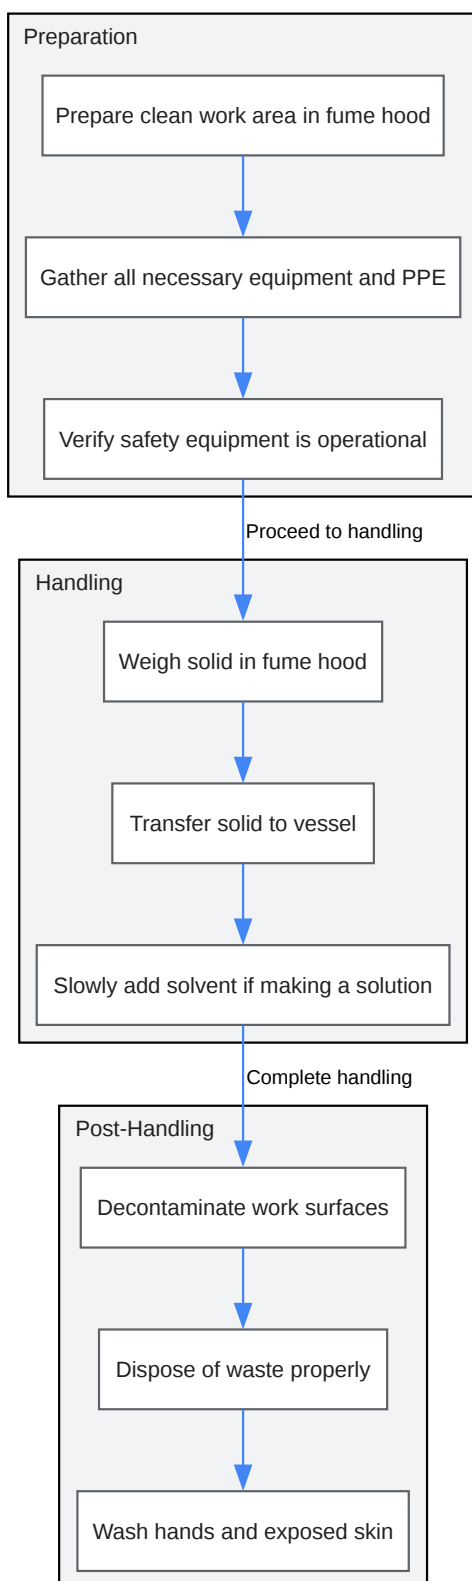 Preparation
Prepare clean work area in fume hood
Gather all necessary equipment and PPE
Verify safety equipment is operational
Proceed to handling
Handling
Weigh solid in fume hood
Transfer solid to vessel
Slowly add solvent if making a solution
Complete handling
Post-Handling
Decontaminate work surfaces
Dispose of waste properly
Wash hands and exposed skin